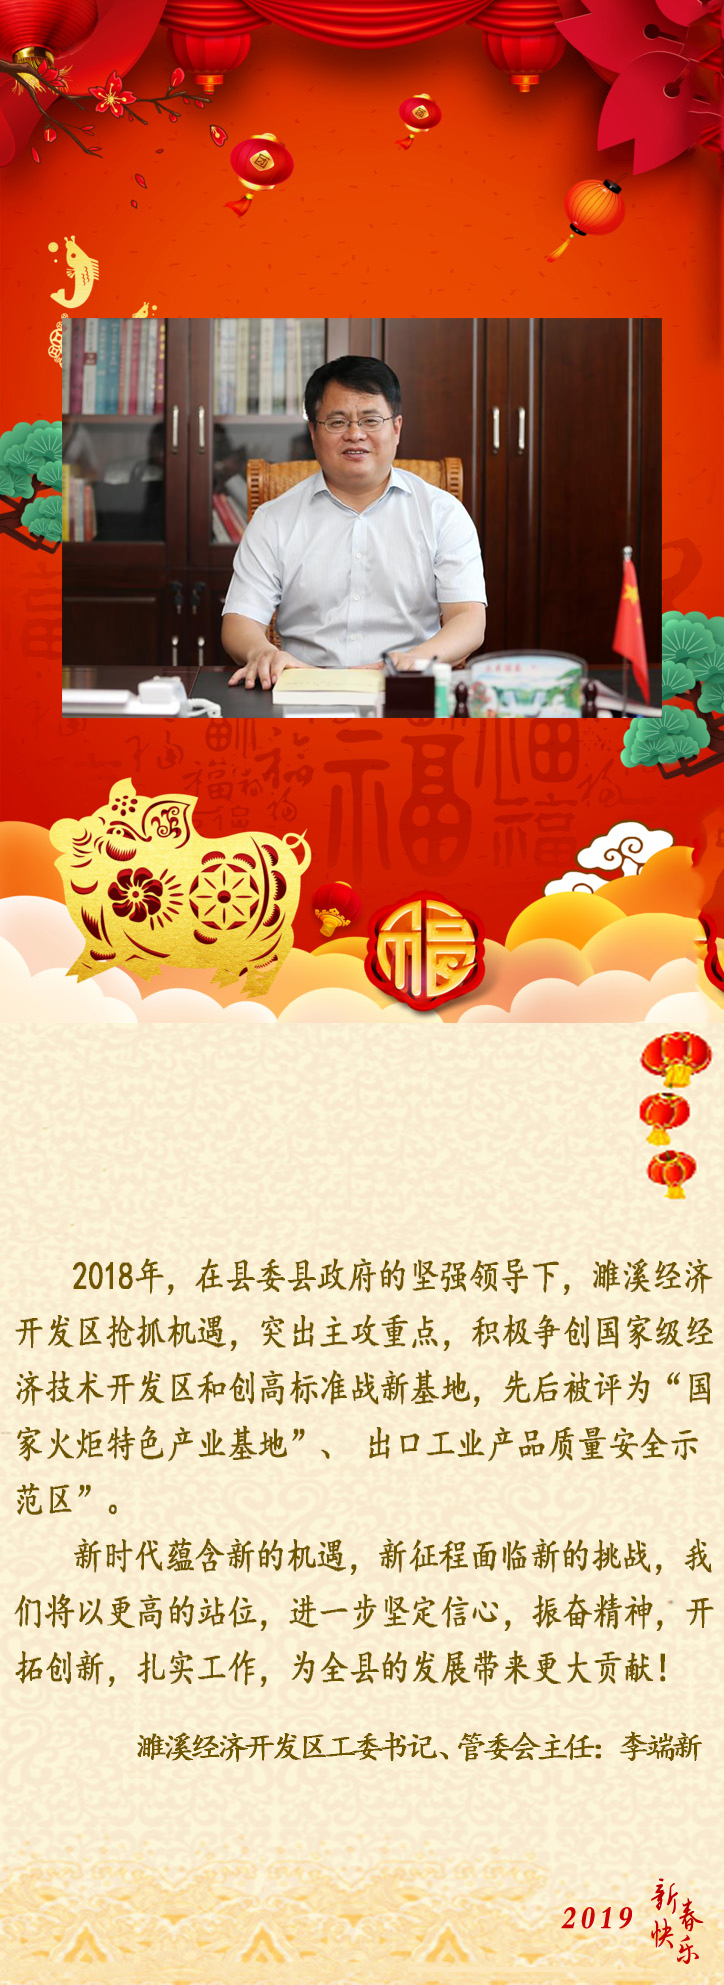 福
2018年，在县委县政府的坚强领导下，濉溪经济
开发区抢抓机遇，突出主攻重点，积极争创国家级经
济技术开发区和创高标准战新基地，先后被评为“国
家火炬特色产业基地”、 出口工业产品质量安全示
范区”。
新时代蕴含新的机遇，新征程面临新的挑战，我
们将以更高的站位，进一步坚定信心，振奋精神，开
拓创新，扎实工作，为全县的发展带来更大贡献！
濉溪经济开发区工委书记、管委会主任：李端新
2019 新春快乐